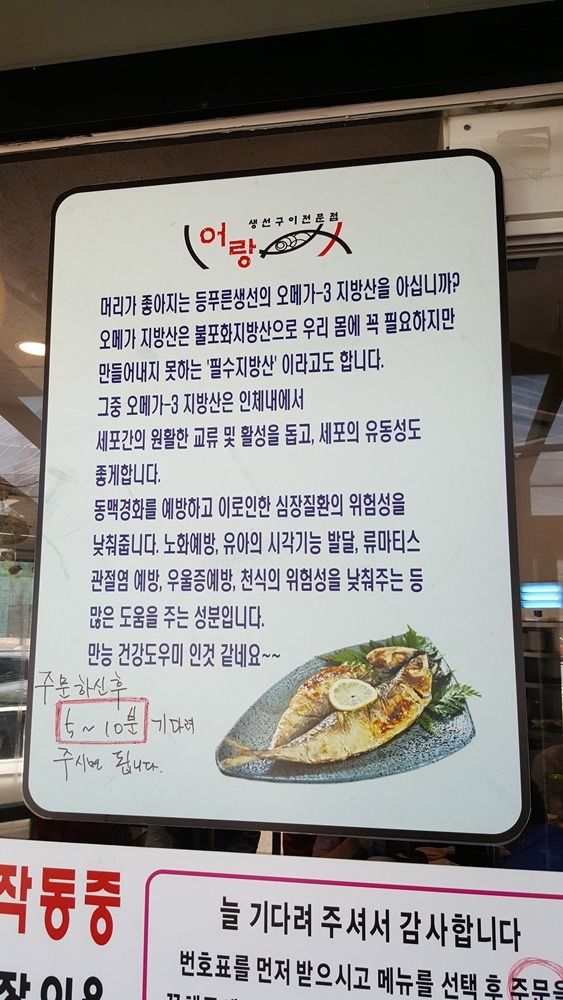 생선구이전문점
어랑
머리가 좋아지는 등푸른생선의 오메가-3 지방산을 아십니까?
오메가 지방산은 불포화지방산으로 우리 몸에 꼭 필요하지만
만들어내지 못하는 '필수지방산' 이라고도 합니다.
그중 오메가-3 지방산은 인체내에서
세포간의 원활한 교류 및 활성을 돕고, 세포의 유동성도
좋게합니다.
동맥경화를 예방하고 이로인한 심장질환의 위험성을
낮춰줍니다. 노화예방, 유아의 시각기능 발달, 류마티스
관절염 예방, 우울증예방, 천식의 위험성을 낮춰주는 등
많은 도움을 주는 성분입니다.
만능 건강도우미 인것 같네요~~
주문하신후
5~10분 기다려
주시면 됩니다.
작동중
늘 기다려 주셔서 감사합니다
번호표를 먼저 받으시고 메뉴를 선택 후 주문을